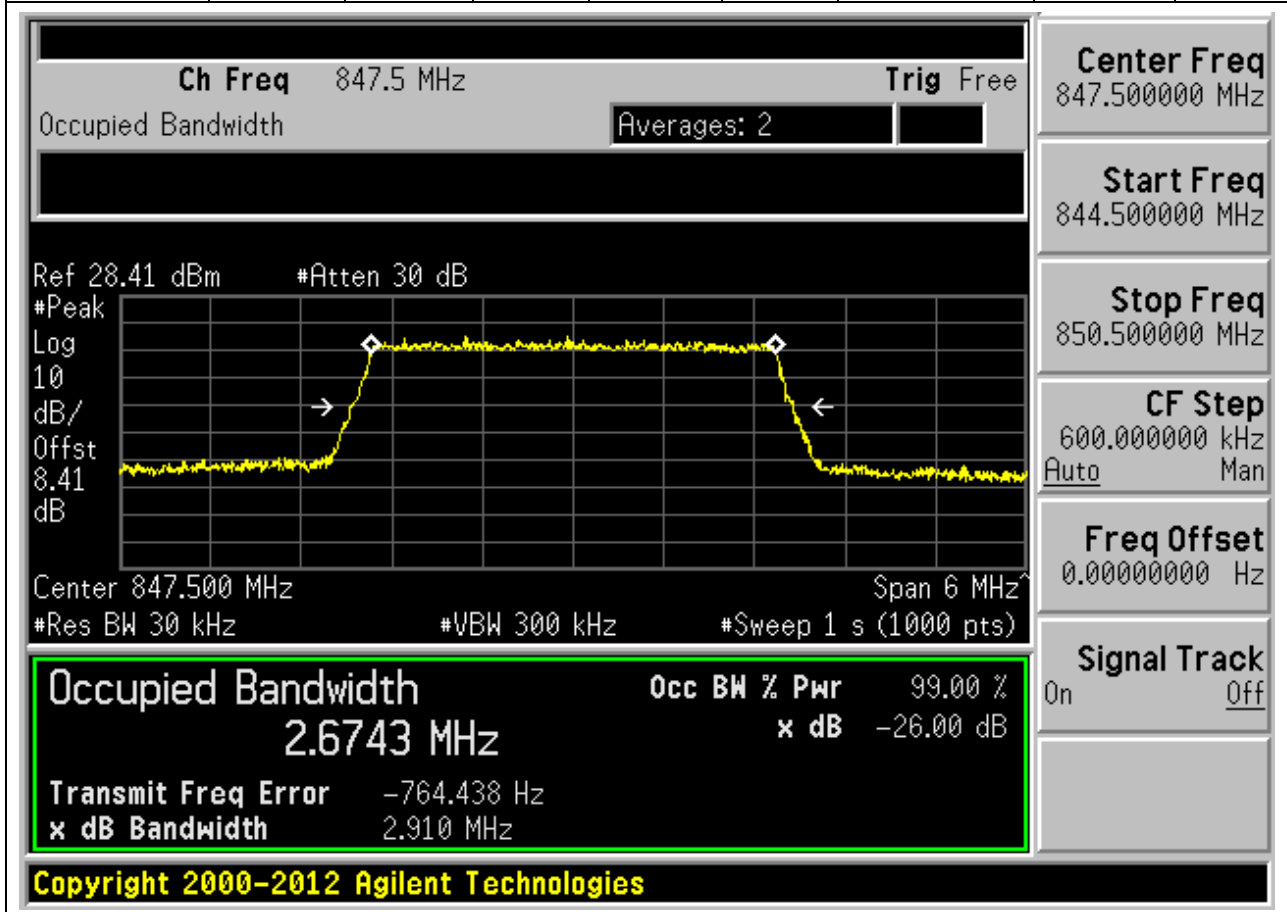 Ch Freq 847.5 MHz Trig Free
Occupied Bandwidth Averages: 2
Ref 28.41 dBm #Atten 30 dB
#Peak
Log
10
dB/
Offst
8.41
dB
Center 847.500 MHz Span 6 MHz^
#Res BW 30 kHz #VBW 300 kHz #Sweep 1 s (1000 pts)
Occupied Bandwidth Occ BW % Pwr 99.00 %
2.6743 MHz x dB -26.00 dB
Transmit Freq Error -764.438 Hz
x dB Bandwidth 2.910 MHz
Copyright 2000-2012 Agilent Technologies
Center Freq
847.500000 MHz
Start Freq
844.500000 MHz
Stop Freq
850.500000 MHz
CF Step
600.000000 kHz
Auto Man
Freq Offset
0.00000000 Hz
Signal Track
On Off